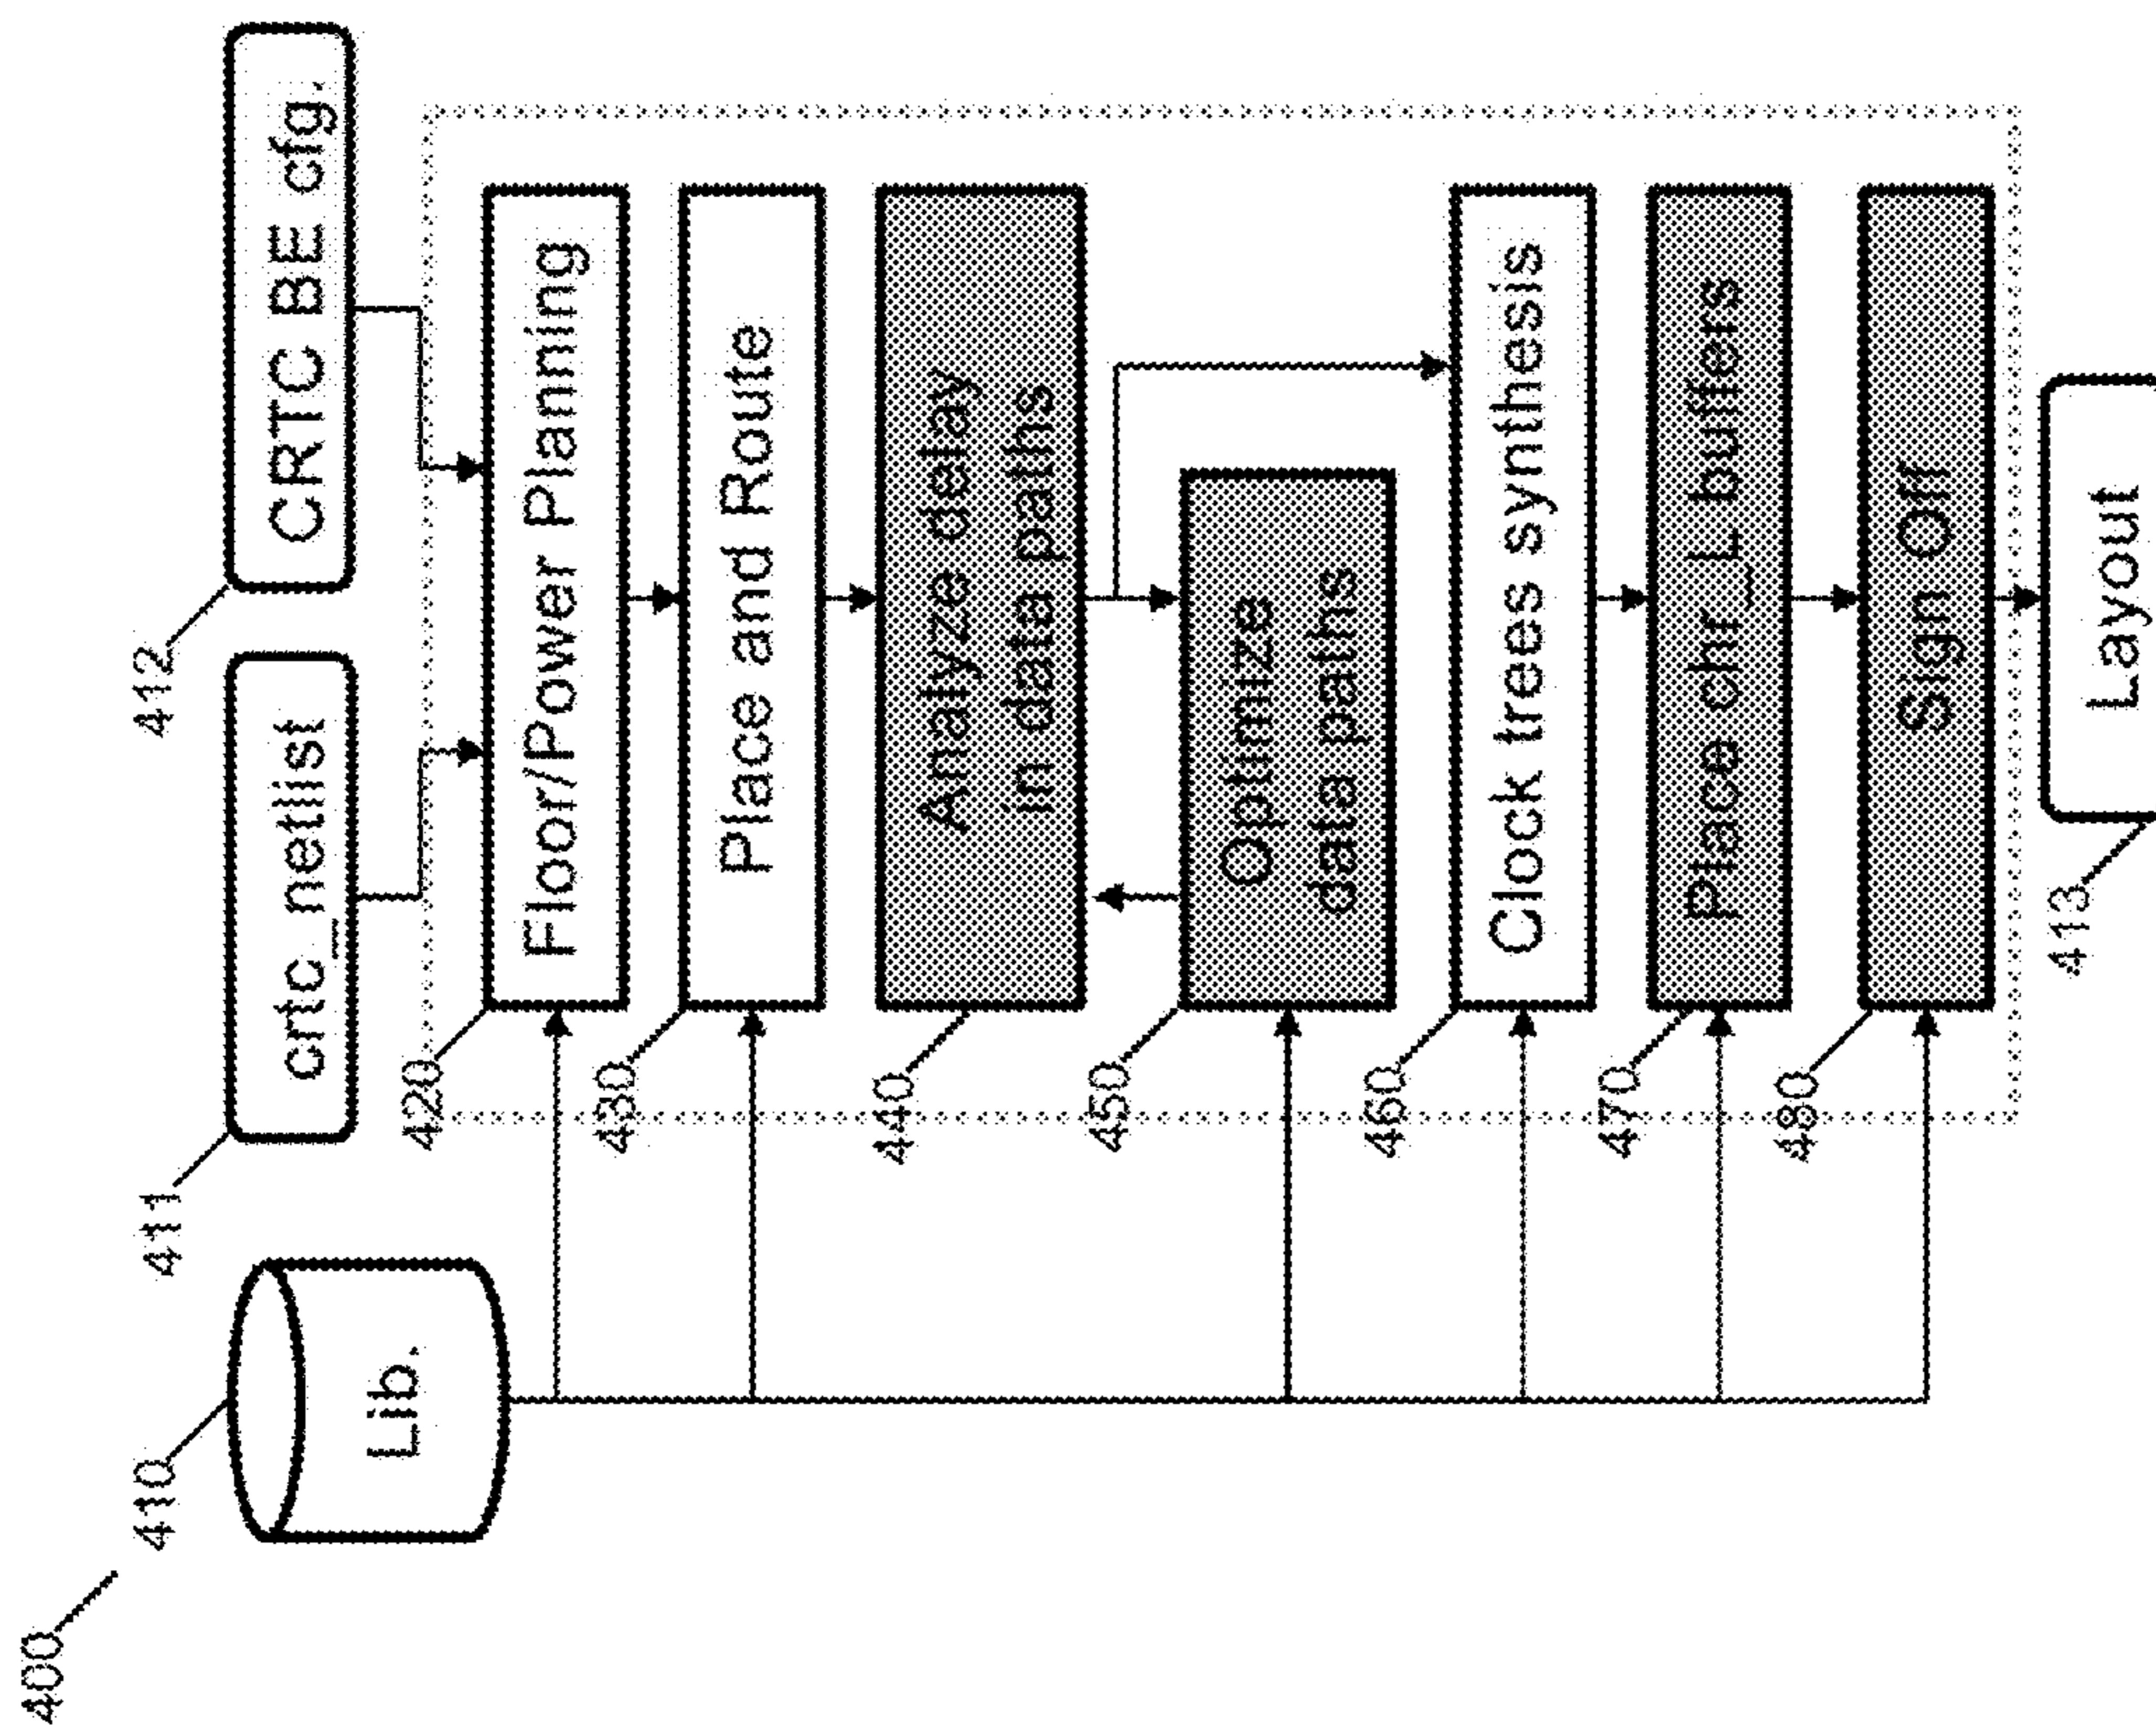 400
410
411
412
Lib.
crtc_netlist
CRTC BE cfg.
420
Floor/Power Planning
430
Place and Route
440
Analyze delay
in data paths
450
Optimize
data paths
460
Clock trees synthesis
470
Place chr_L buffers
480
Sign Off
413
Layout